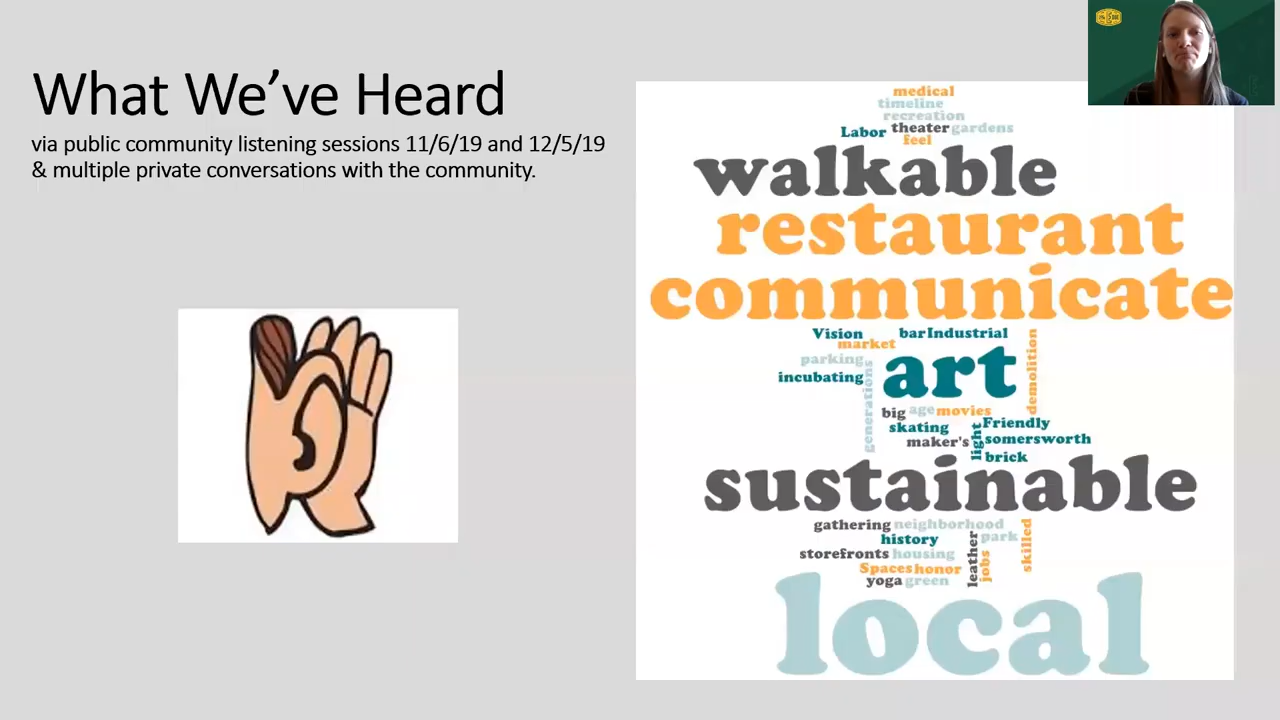 What We've Heard
via public community listening sessions 11/6/19 and 12/5/19
& multiple private conversations with the community.
medical
timeline
recreation
Labor theater gardens
feel
walkable
restaurant
communicate
Vision bar Industrial
market
parking
incubating
generations
art
demolition
big age movies
skating
maker's
light
Friendly
somersworth
brick
sustainable
gathering neighborhood
history
storefronts housing
Spaces honor
yoga green
leather
jobs
park
skilled
local